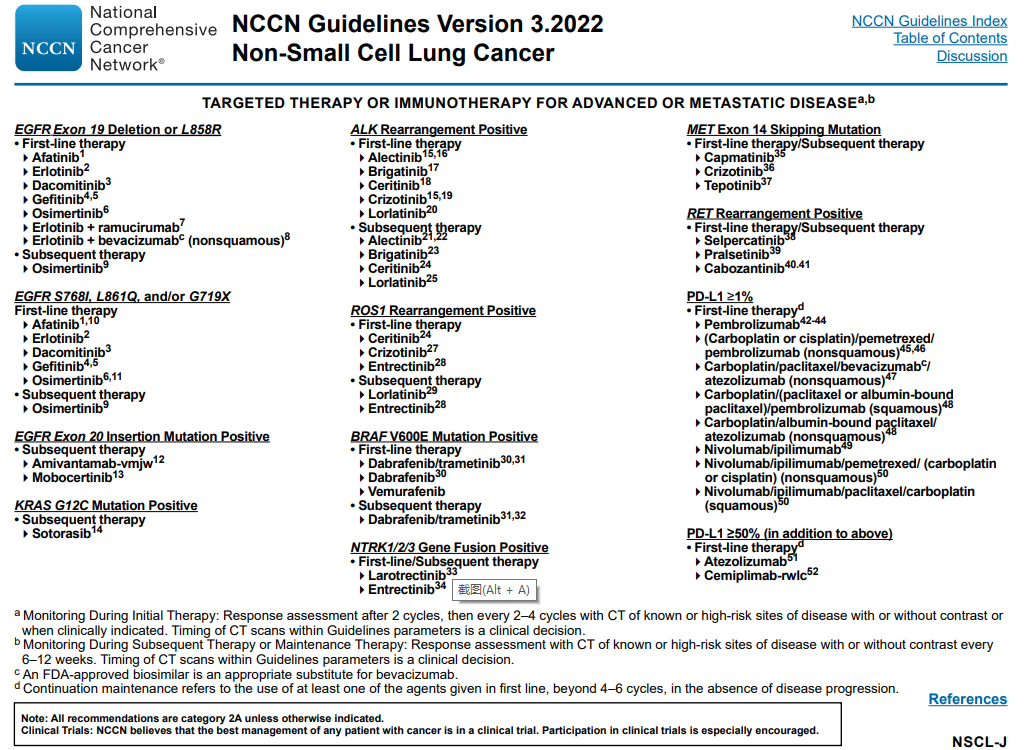 NCCN
National
Comprehensive
Cancer
Network®
NCCN Guidelines Version 3.2022
Non-Small Cell Lung Cancer
NCCN Guidelines Index
Table of Contents
Discussion
TARGETED THERAPY OR IMMUNOTHERAPY FOR ADVANCED OR METASTATIC DISEASEa,b
EGFR Exon 19 Deletion or L858R
• First-line therapy
Afatinib1
Erlotinib2
Dacomitinib3
Gefitinib4,5
Osimertinib6
Erlotinib + ramucirumab7
Erlotinib + bevacizumabc (nonsquamous)8
• Subsequent therapy
Osimertinib9
EGFR S768I, L861Q, and/or G719X
First-line therapy
Afatinib1,10
Erlotinib2
Dacomitinib3
Gefitinib4,5
Osimertinib6,11
• Subsequent therapy
Osimertinib9
EGFR Exon 20 Insertion Mutation Positive
• Subsequent therapy
Amivantamab-vmjw12
Mobocertinib13
KRAS G12C Mutation Positive
• Subsequent therapy
Sotorasib14
ALK Rearrangement Positive
• First-line therapy
Alectinib15,16
Brigatinib17
Ceritinib18
Crizotinib15,19
Lorlatinib20
• Subsequent therapy
Alectinib21,22
Brigatinib23
Ceritinib24
Lorlatinib25
ROS1 Rearrangement Positive
• First-line therapy
Ceritinib24
Crizotinib27
Entrectinib28
• Subsequent therapy
Lorlatinib29
Entrectinib28
BRAF V600E Mutation Positive
• First-line therapy
Dabrafenib/trametinib30,31
Dabrafenib30
Vemurafenib
• Subsequent therapy
Dabrafenib/trametinib31,32
NTRK1/2/3 Gene Fusion Positive
• First-line/Subsequent therapy
Larotrectinib33
Entrectinib34
截图(Alt + A)
MET Exon 14 Skipping Mutation
• First-line therapy/Subsequent therapy
Capmatinib35
Crizotinib36
Tepotinib37
RET Rearrangement Positive
• First-line therapy/Subsequent therapy
Selpercatinib38
Pralsetinib39
Cabozantinib40.41
PD-L1 ≥1%
• First-line therapyd
Pembrolizumab42-44
(Carboplatin or cisplatin)/pemetrexed/
pembrolizumab (nonsquamous)45,46
Carboplatin/paclitaxel/bevacizumabc/
atezolizumab (nonsquamous)47
Carboplatin/(paclitaxel or albumin-bound
paclitaxel)/pembrolizumab (squamous)48
Carboplatin/albumin-bound paclitaxel/
atezolizumab (nonsquamous)48
Nivolumab/ipilimumab49
Nivolumab/ipilimumab/pemetrexed/ (carboplatin
or cisplatin) (nonsquamous)50
Nivolumab/ipilimumab/paclitaxel/carboplatin
(squamous)50
PD-L1 ≥50% (in addition to above)
• First-line therapyd
Atezolizumab51
Cemiplimab-rwlc52
a Monitoring During Initial Therapy: Response assessment after 2 cycles, then every 2–4 cycles with CT of known or high-risk sites of disease with or without contrast or
when clinically indicated. Timing of CT scans within Guidelines parameters is a clinical decision.
b Monitoring During Subsequent Therapy or Maintenance Therapy: Response assessment with CT of known or high-risk sites of disease with or without contrast every
6–12 weeks. Timing of CT scans within Guidelines parameters is a clinical decision.
c An FDA-approved biosimilar is an appropriate substitute for bevacizumab.
d Continuation maintenance refers to the use of at least one of the agents given in first line, beyond 4–6 cycles, in the absence of disease progression.
References
Note: All recommendations are category 2A unless otherwise indicated.
Clinical Trials: NCCN believes that the best management of any patient with cancer is in a clinical trial. Participation in clinical trials is especially encouraged.
NSCL-J